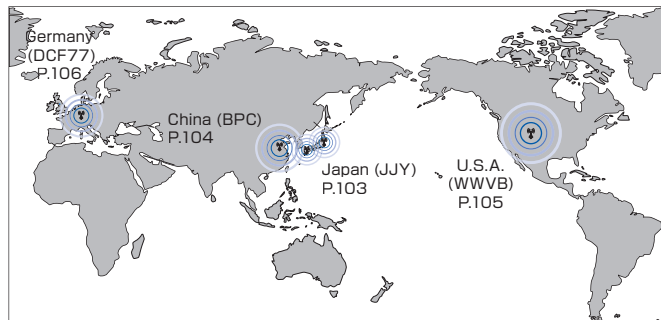 Germany
(DCF77)
P.106
China (BPC)
P.104
Japan (JJY)
P.103
U.S.A.
(WWVB)
P.105